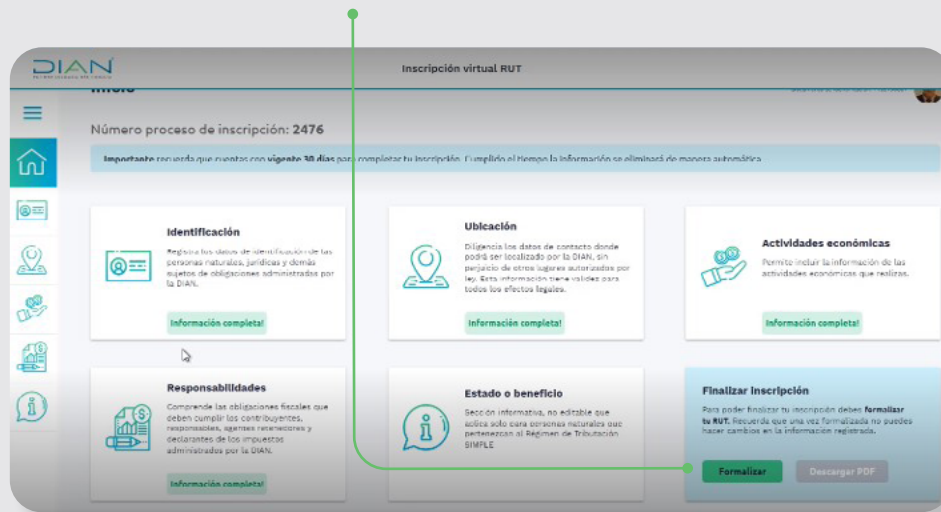 DIAN
Inscripción virtual RUT
Inicio
Número proceso de inscripción: 2476
Importante recuerda que cuentas con vigente 30 días para completar tu inscripción. Cumplido el tiempo la información se eliminará de manera automática
Identificación
Registra los datos de identificación de las
personas naturales, jurídicas y demás
sujetos de obligaciones administradas por
la DIAN.
Información completa!
Ubicación
Diligencia los datos de contacto donde
podrá ser localizado por la DIAN, sin
perjuicio de otros lugares autorizados por
ley. Esta información tiene validez para
todos los efectos legales.
Información completa!
Actividades económicas
Permite incluir la información de las
actividades económicas que realizas.
Información completa!
Responsabilidades
Comprende las obligaciones fiscales que
deben cumplir los contribuyentes,
responsables, agentes retenedores y
declarantes de los impuestos
administrados por la DIAN.
Información completa!
Estado o beneficio
Sección informativa, no editable que
aplica solo para personas naturales que
pertenezcan al Régimen de Tributación
SIMPLE
Finalizar inscripción
Para poder finalizar tu inscripción debes formalizar
tu RUT. Recuerda que una vez formalizada no puedes
hacer cambios en la información registrada.
Formalizar
Descargar PDF